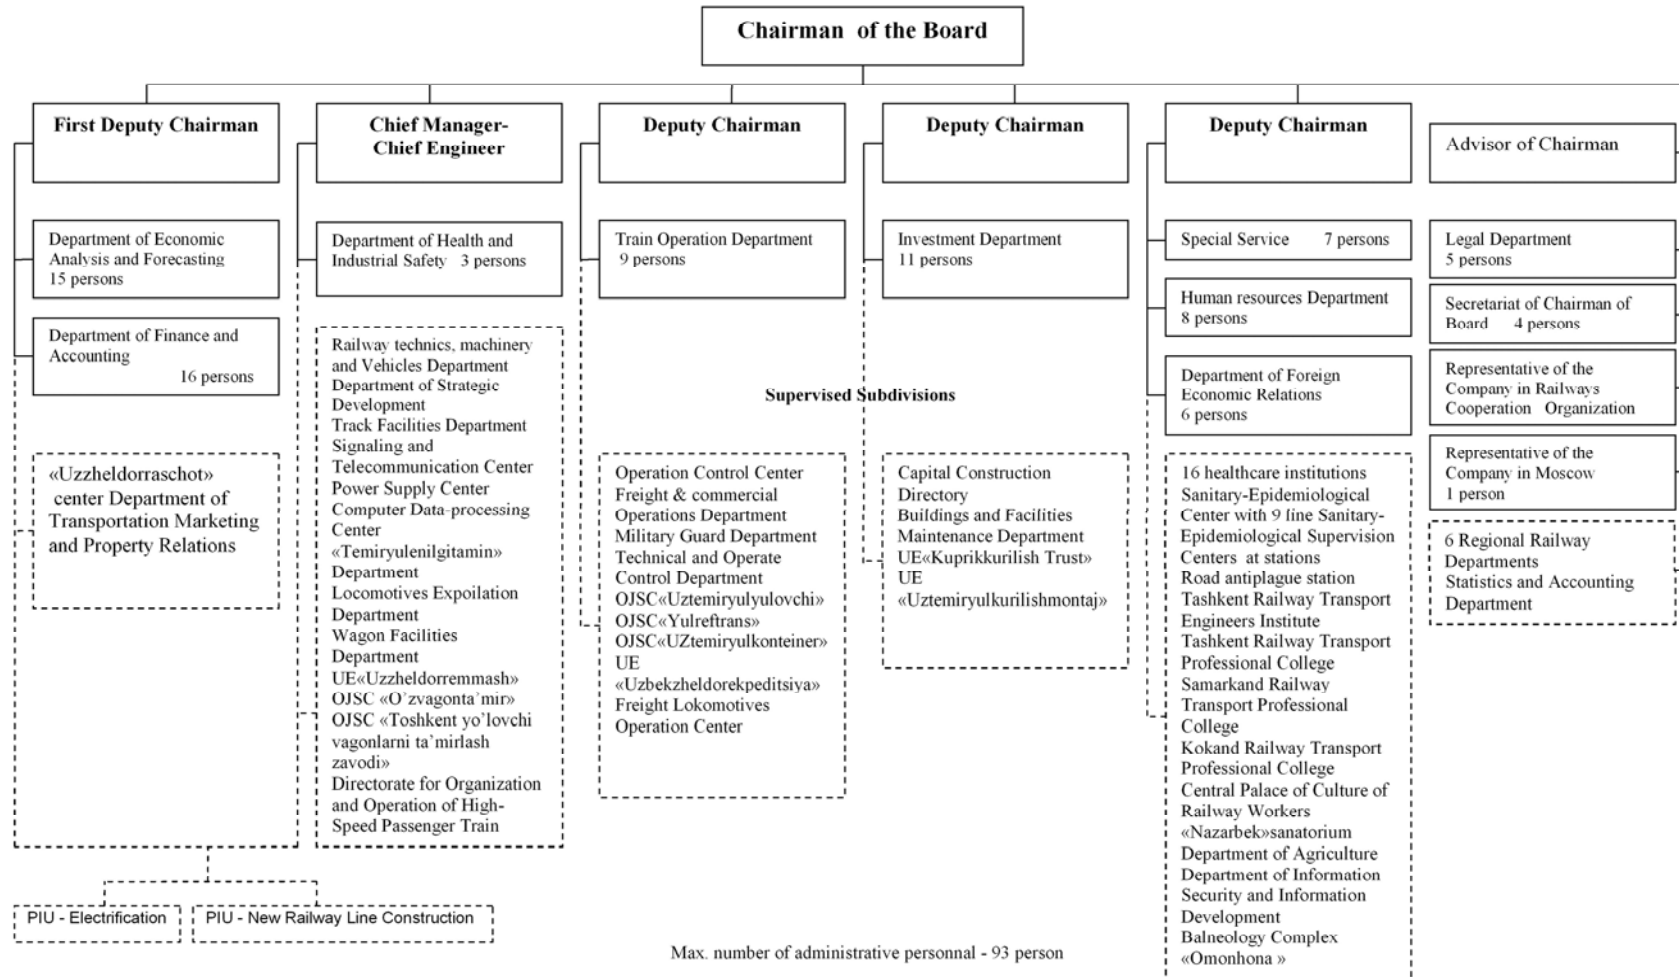 Chairman of the Board
First Deputy Chairman
Department of Economic
Analysis and Forecasting
15 persons
Department of Finance and
Accounting
16 persons
«Uzzheldorraschot»
center Department of
Transportation Marketing
and Property Relations
Chief Manager-
Chief Engineer
Department of Health and
Industrial Safety 3 persons
Railway technics, machinery
and Vehicles Department
Department of Strategic
Development
Track Facilities Department
Signaling and
Telecommunication Center
Power Supply Center
Computer Data-processing
Center
«Temiryulenilgitamin»
Department
Locomotives Expoilation
Department
Wagon Facilities
Department
UE«Uzzheldorremmash»
OJSC «O’zvagonta’mir»
OJSC «Toshkent yo’lovchi
vagonlarni ta’mirlash
zavodi»
Directorate for Organization
and Operation of High-
Speed Passenger Train
Deputy Chairman
Train Operation Department
9 persons
Supervised Subdivisions
Operation Control Center
Freight & commercial
Operations Department
Military Guard Department
Technical and Operate
Control Department
OJSC«Uztemiryulyulovchi»
OJSC«Yulreftrans»
OJSC«UZtemiryulkonteiner»
UE
«Uzbekzheldorekpeditsiya»
Freight Lokomotives
Operation Center
Deputy Chairman
Investment Department
11 persons
Capital Construction
Directory
Buildings and Facilities
Maintenance Department
UE«Kuprikkurilish Trust»
UE
«Uztemiryulkurilishmontaj»
Deputy Chairman
Special Service 7 persons
Human resources Department
8 persons
Department of Foreign
Economic Relations
6 persons
16 healthcare institutions
Sanitary-Epidemiological
Center with 9 line Sanitary-
Epidemiological Supervision
Centers at stations
Road antiplague station
Tashkent Railway Transport
Engineers Institute
Tashkent Railway Transport
Professional College
Samarkand Railway
Transport Professional
College
Kokand Railway Transport
Professional College
Central Palace of Culture of
Railway Workers
«Nazarbek»sanatorium
Department of Agriculture
Department of Information
Security and Information
Development
Balneology Complex
«Omonhona »
Advisor of Chairman
Legal Department
5 persons
Secretariat of Chairman of
Board 4 persons
Representative of the
Company in Railways
Cooperation Organization
Representative of the
Company in Moscow
1 person
6 Regional Railway
Departments
Statistics and Accounting
Department
PIU - Electrification
PIU - New Railway Line Construction
Max. number of administrative personnal - 93 person